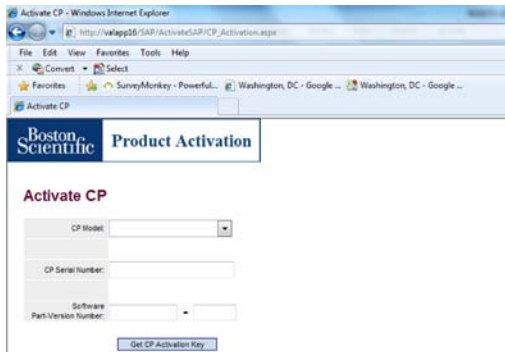 Activate CP - Windows Internet Explorer
http://valapp16/SAP/ActivateSAP/CP_Activation.aspx
File Edit View Favorites Tools Help
Convert Select
Favorites SurveyMonkey - Powerful... Washington, DC - Google ... Washington, DC - Google ...
Activate CP
Boston Scientific Product Activation
Activate CP
CP Model:
CP Serial Number:
Software
Part-Version Number: -
Get CP Activation Key